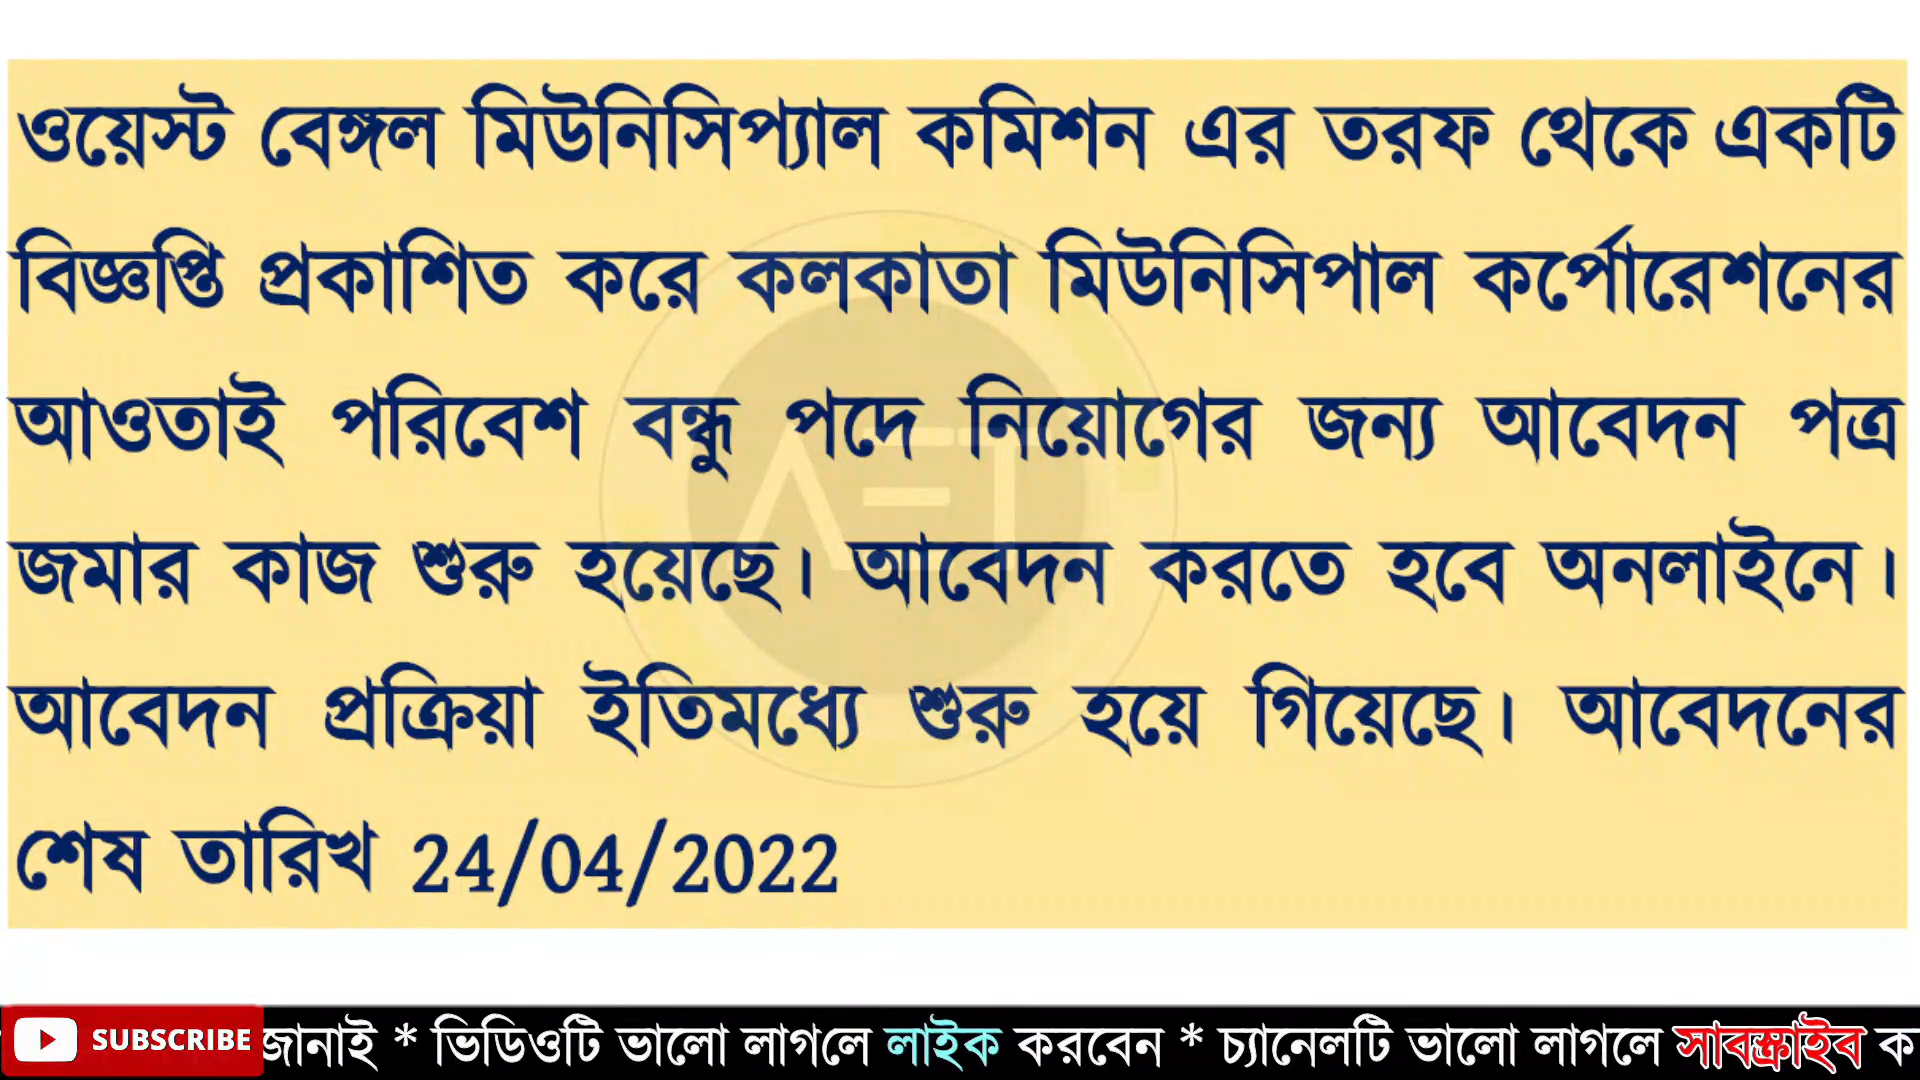 ওয়েস্ট বেঙ্গল মিউনিসিপ্যাল কমিশন এর তরফ থেকে একটি
বিজ্ঞপ্তি প্রকাশিত করে কলকাতা মিউনিসিপাল কর্পোরেশনের
আওতাই পরিবেশ বন্ধু পদে নিয়োগের জন্য আবেদন পত্র
জমার কাজ শুরু হয়েছে। আবেদন করতে হবে অনলাইনে।
আবেদন প্রক্রিয়া ইতিমধ্যে শুরু হয়ে গিয়েছে। আবেদনের
শেষ তারিখ 24/04/2022
AET
SUBSCRIBE জানাই * ভিডিওটি ভালো লাগলে লাইক করবেন * চ্যানেলটি ভালো লাগলে সাবস্ক্রাইব ক